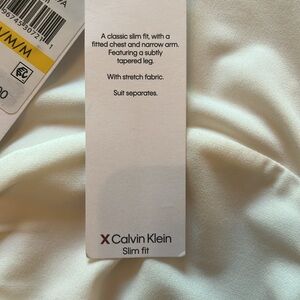 M/M
A classic slim fit, with a
fitted chest and narrow arm.
Featuring a subtly
tapered leg.
With stretch fabric.
Suit separates.
X Calvin Klein
Slim fit